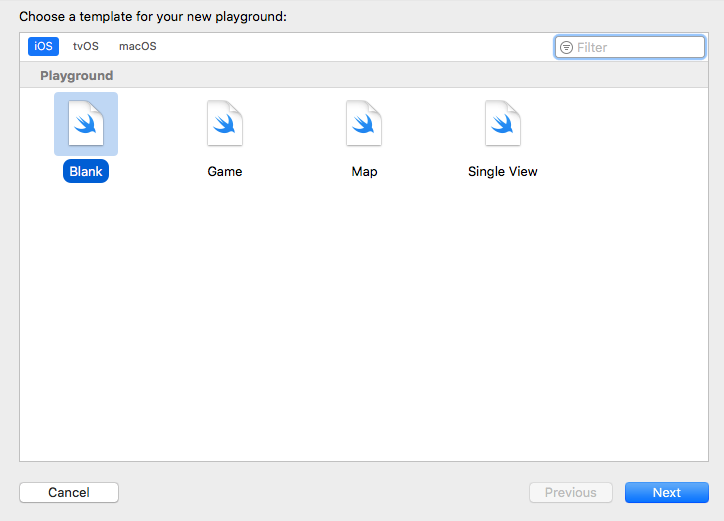 Choose a template for your new playground:
iOS tvOS macOS Filter
Playground
Blank Game Map Single View
Cancel Previous Next